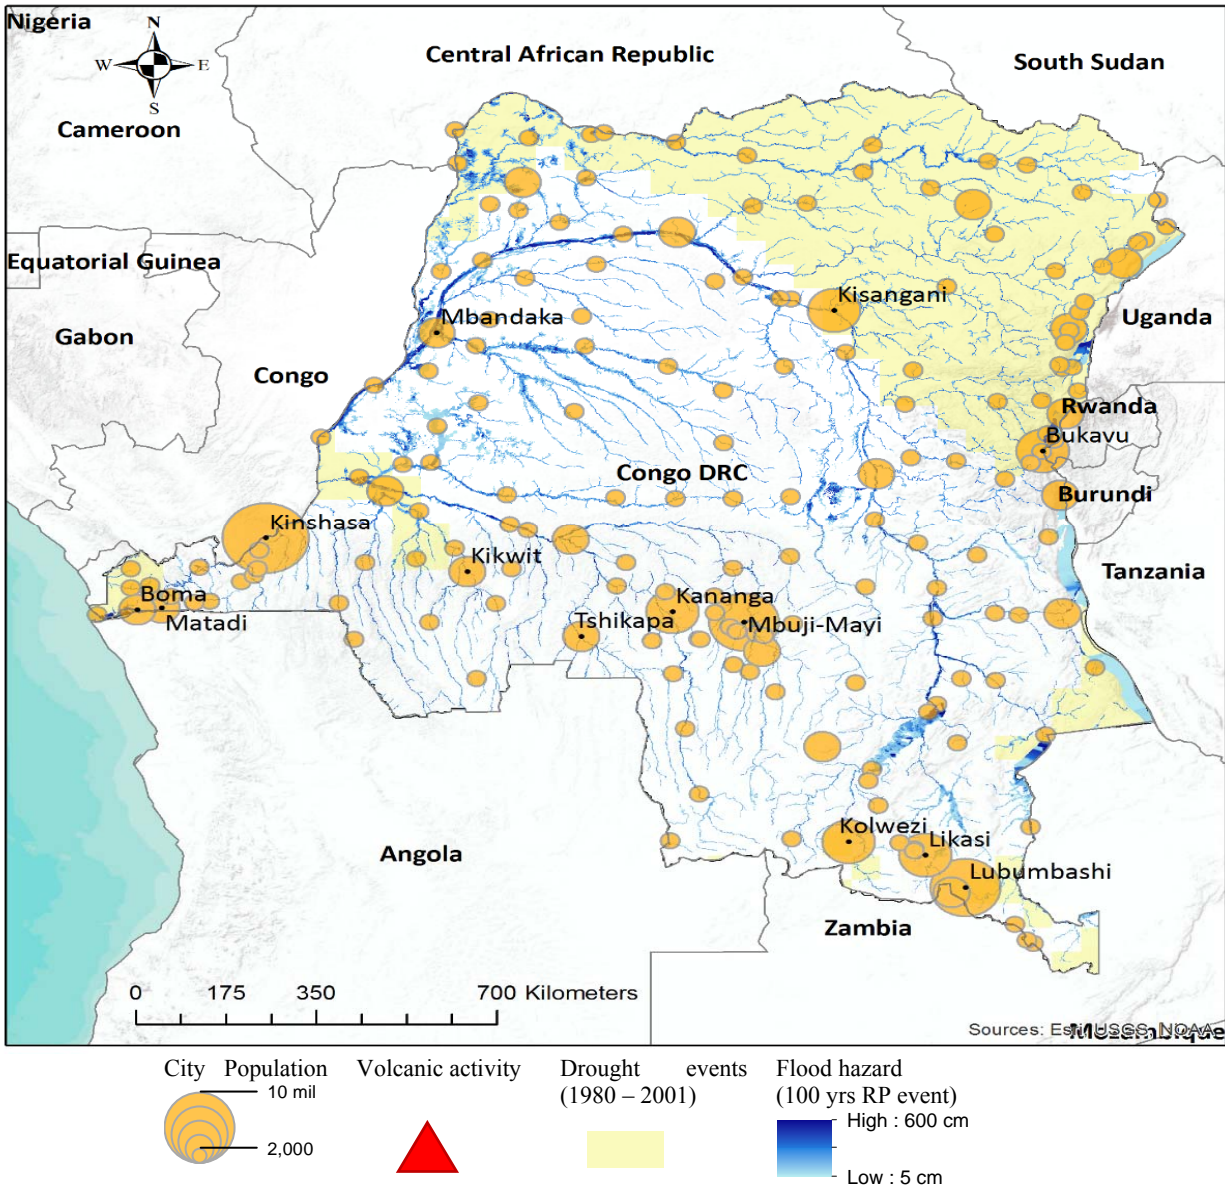 Nigeria
N
W
E
S
Central African Republic
South Sudan
Cameroon
Equatorial Guinea
Gabon
Congo
Mbandaka
Kisangani
Uganda
Rwanda
Bukavu
Congo DRC
Burundi
Kinshasa
Kikwit
Tanzania
Boma
Matadi
Kananga
Tshikapa
Mbuji-Mayi
Kolwezi
Likasi
Lubumbashi
Angola
Zambia
0 175 350 700 Kilometers
Sources: Esri, USGS, NOAA
Mozambique
City Population
10 mil
2,000
Volcanic activity
Drought events
(1980 – 2001)
Flood hazard
(100 yrs RP event)
High : 600 cm
Low : 5 cm